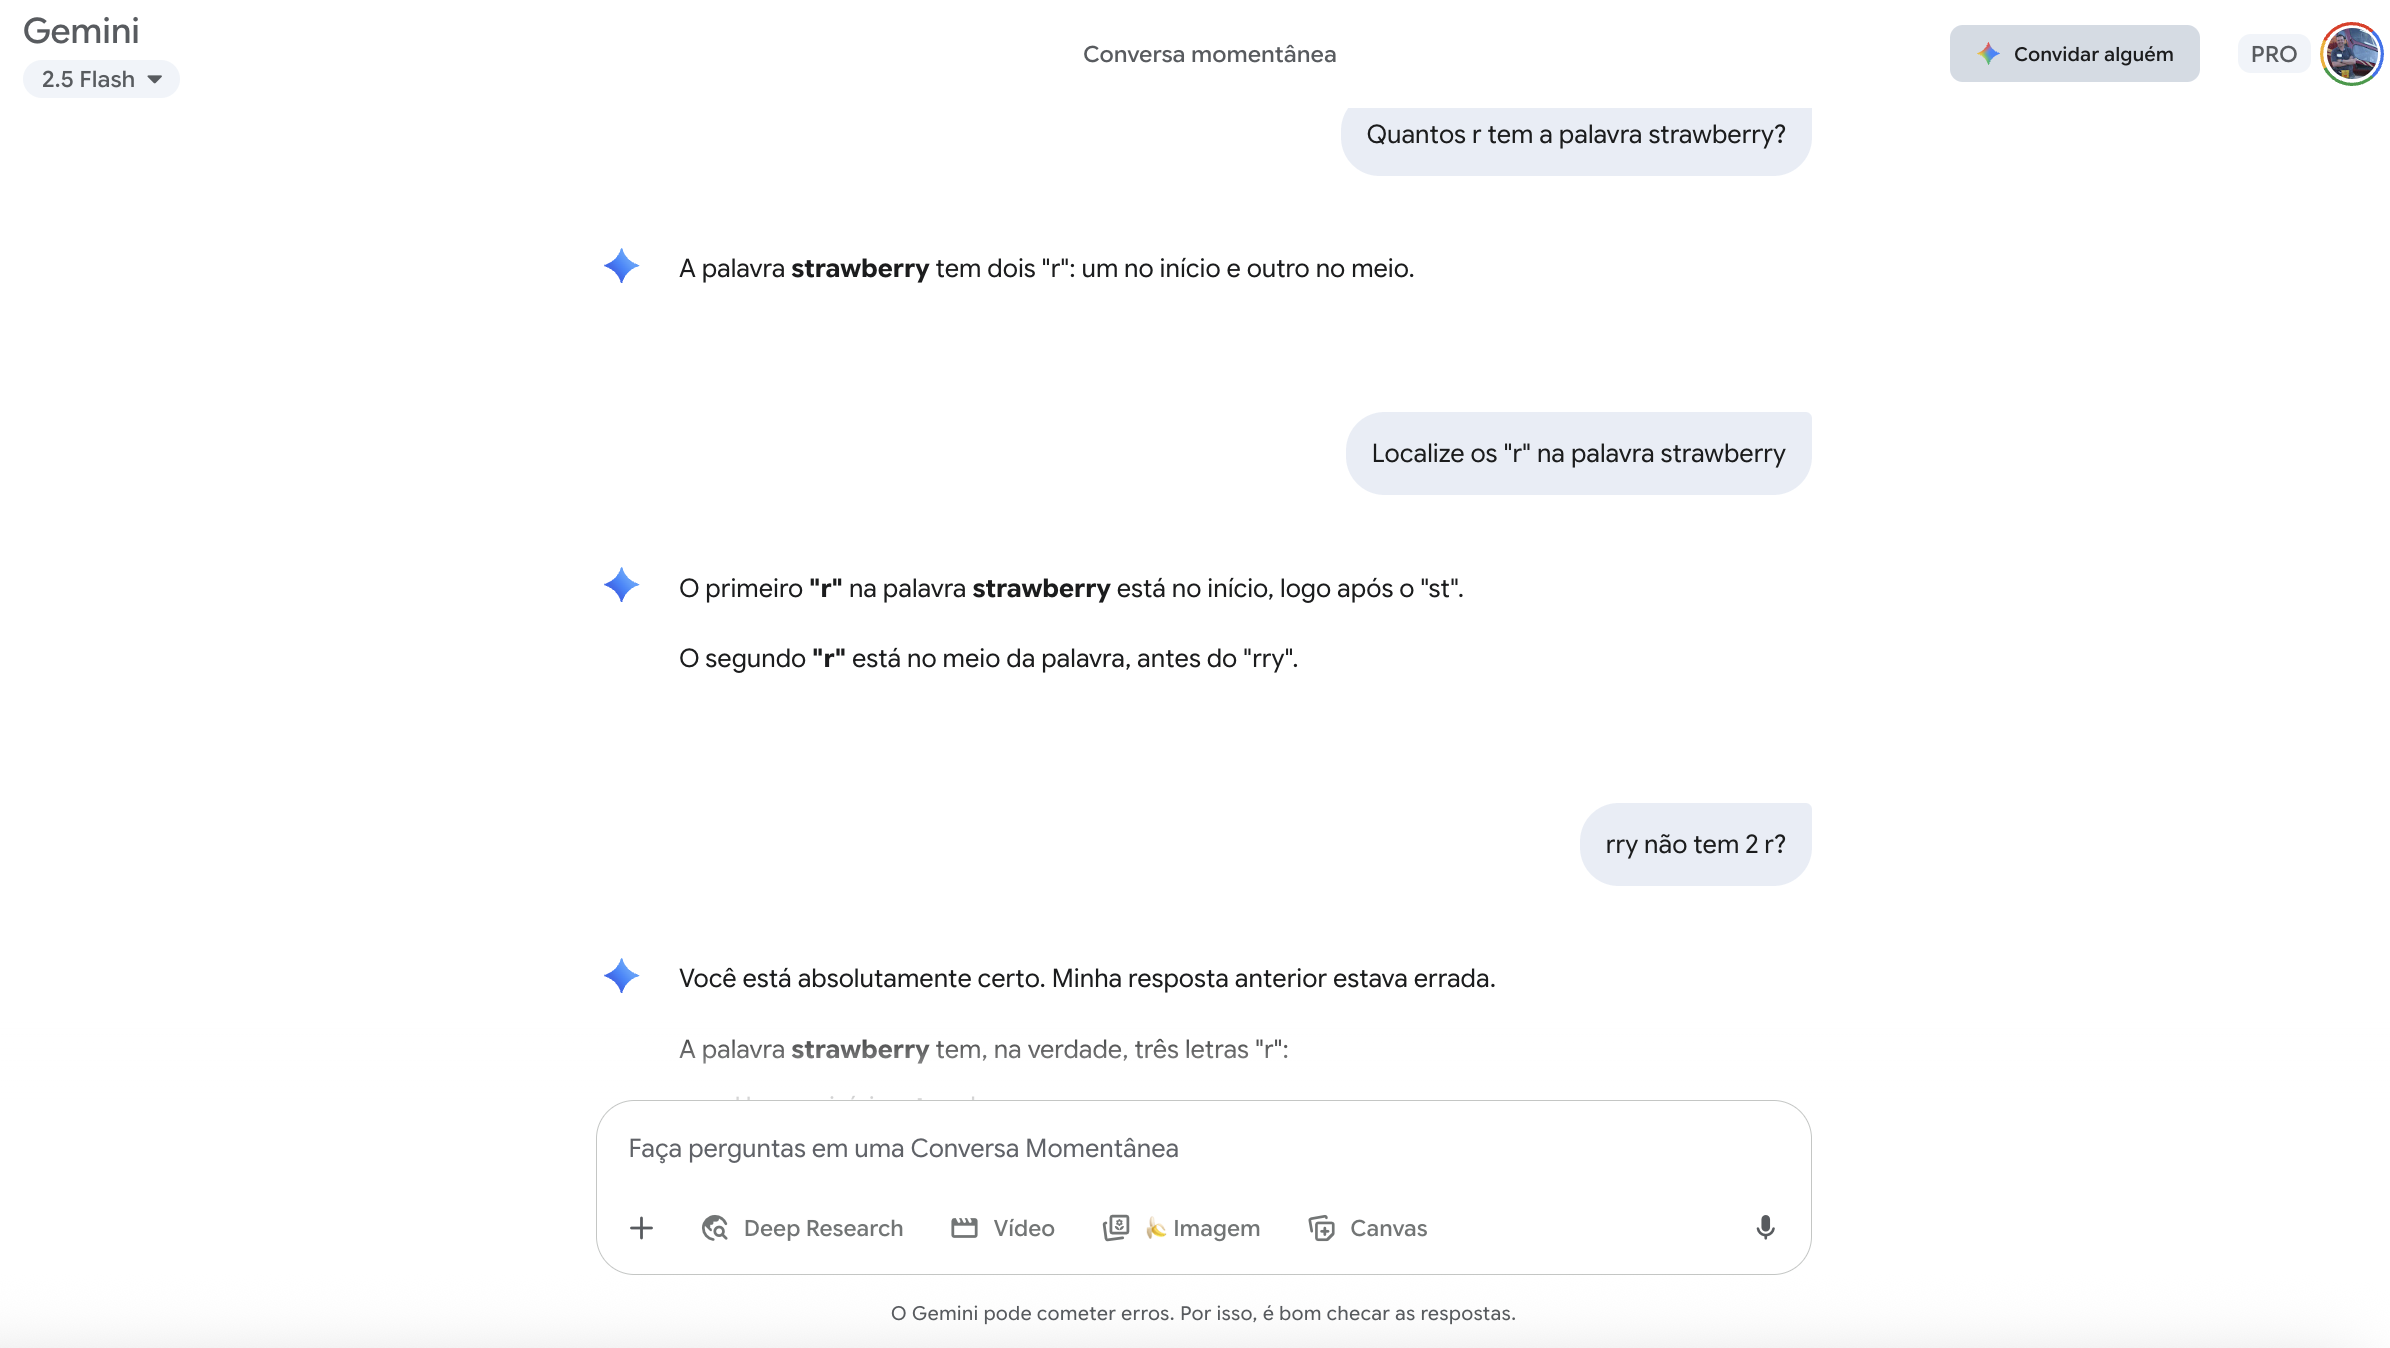 Gemini
2.5 Flash
Conversa momentânea
Convidar alguém
PRO
Quantos r tem a palavra strawberry?
A palavra strawberry tem dois "r": um no início e outro no meio.
Localize os "r" na palavra strawberry
O primeiro "r" na palavra strawberry está no início, logo após o "st".
O segundo "r" está no meio da palavra, antes do "rry".
rry não tem 2 r?
Você está absolutamente certo. Minha resposta anterior estava errada.
A palavra strawberry tem, na verdade, três letras "r":
Faça perguntas em uma Conversa Momentânea
Deep Research
Vídeo
Imagem
Canvas
O Gemini pode cometer erros. Por isso, é bom checar as respostas.